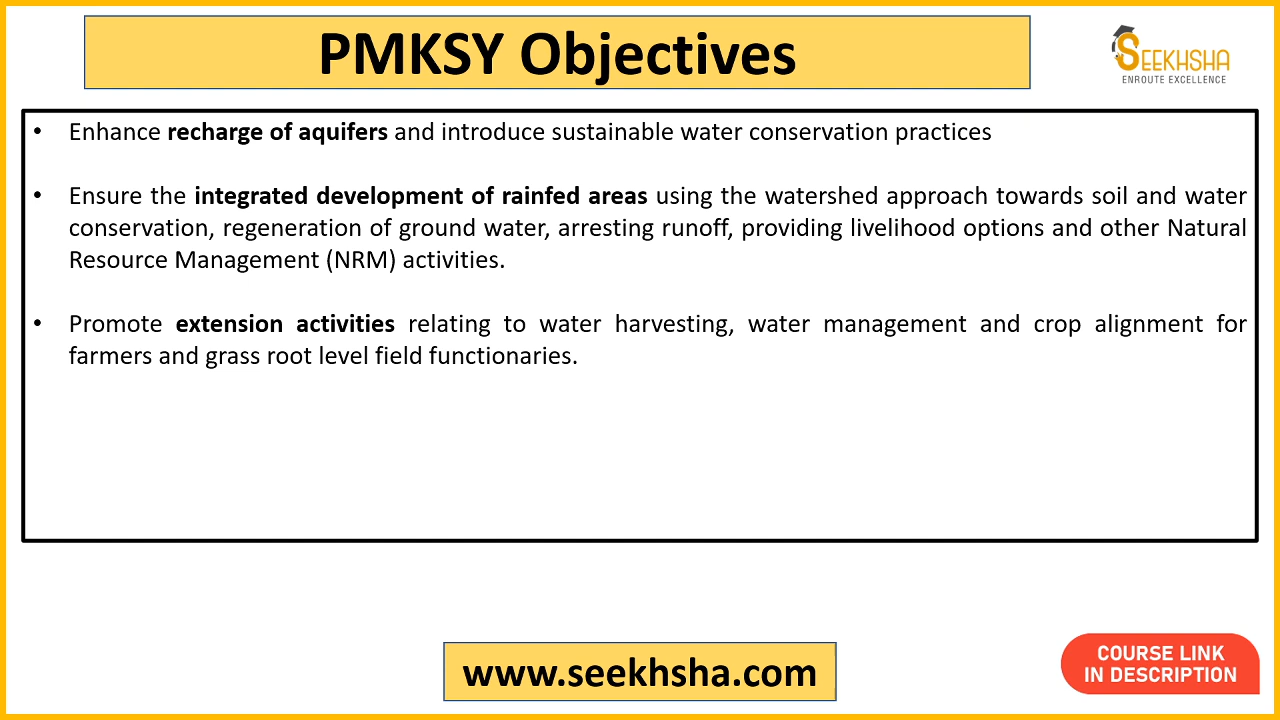 PMKSY Objectives
SEEKHSHA
ENROUTE EXCELLENCE
• Enhance recharge of aquifers and introduce sustainable water conservation practices
• Ensure the integrated development of rainfed areas using the watershed approach towards soil and water
conservation, regeneration of ground water, arresting runoff, providing livelihood options and other Natural
Resource Management (NRM) activities.
• Promote extension activities relating to water harvesting, water management and crop alignment for
farmers and grass root level field functionaries.
www.seekhsha.com
COURSE LINK
IN DESCRIPTION